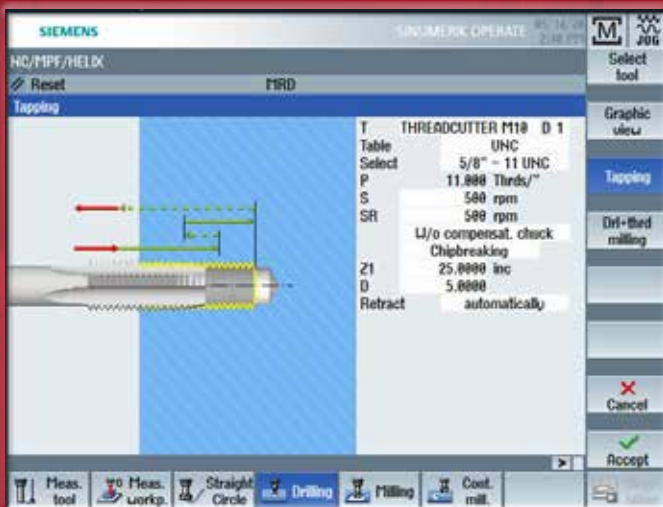 SIEMENS
SINUMERIK OPERATE
M
JOG
NC/MPF/HELIX
Select
tool
Reset
MRD
Tapping
Graphic
view
T THREADCUTTER M10 D 1
Table UNC
Select 5/8" - 11 UNC
P 11.000 Thrds/"
Tapping
S 500 rpm
SR 500 rpm
W/o compensat. chuck
Drl+thrd
milling
Chipbreaking
Z1 25.0000 inc
D 5.0000
Retract automatically
Cancel
Accept
Meas.
tool
Meas.
workp.
Straight
Circle
Drilling
Milling
Cont.
mill.